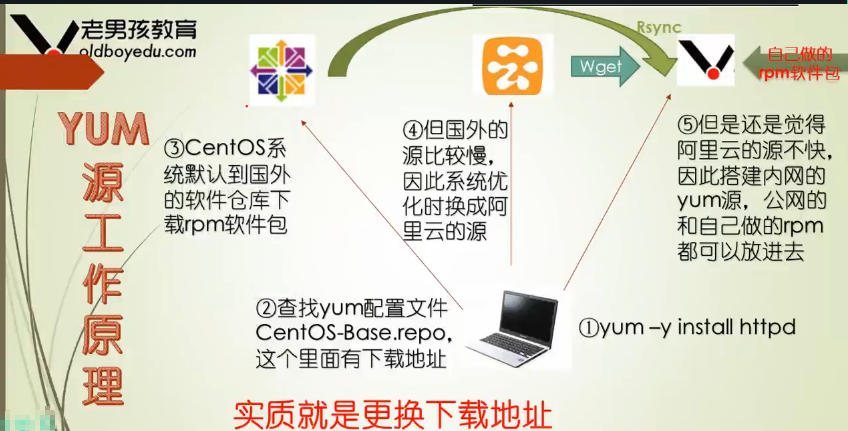 老男孩教育
oldboyedu.com
Rsync
Wget
自己做的
rpm软件包
YUM
源
工
作
原
理
③CentOS系
统默认到国外
的软件仓库下
载rpm软件包
④但国外的
源比较慢，
因此系统优
化时换成阿
里云的源
⑤但是还是觉得
阿里云的源不快，
因此搭建内网的
yum源，公网的
和自己做的rpm
都可以放进去
②查找yum配置文件
CentOS-Base.repo，
这个里面有下载地址
①yum –y install httpd
实质就是更换下载地址